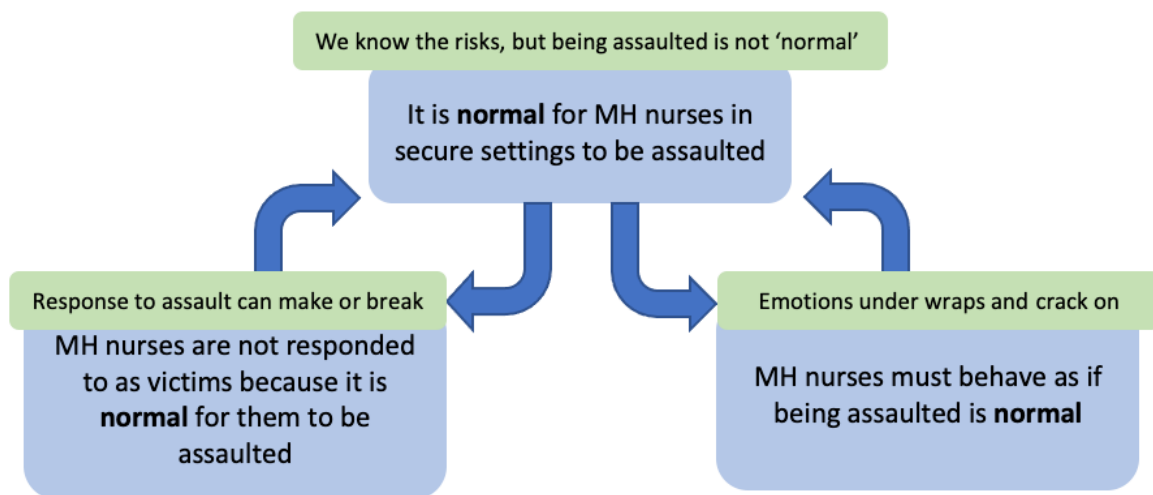 We know the risks, but being assaulted is not ‘normal’
It is normal for MH nurses in
secure settings to be assaulted
Response to assault can make or break
MH nurses are not responded
to as victims because it is
normal for them to be
assaulted
Emotions under wraps and crack on
MH nurses must behave as if
being assaulted is normal